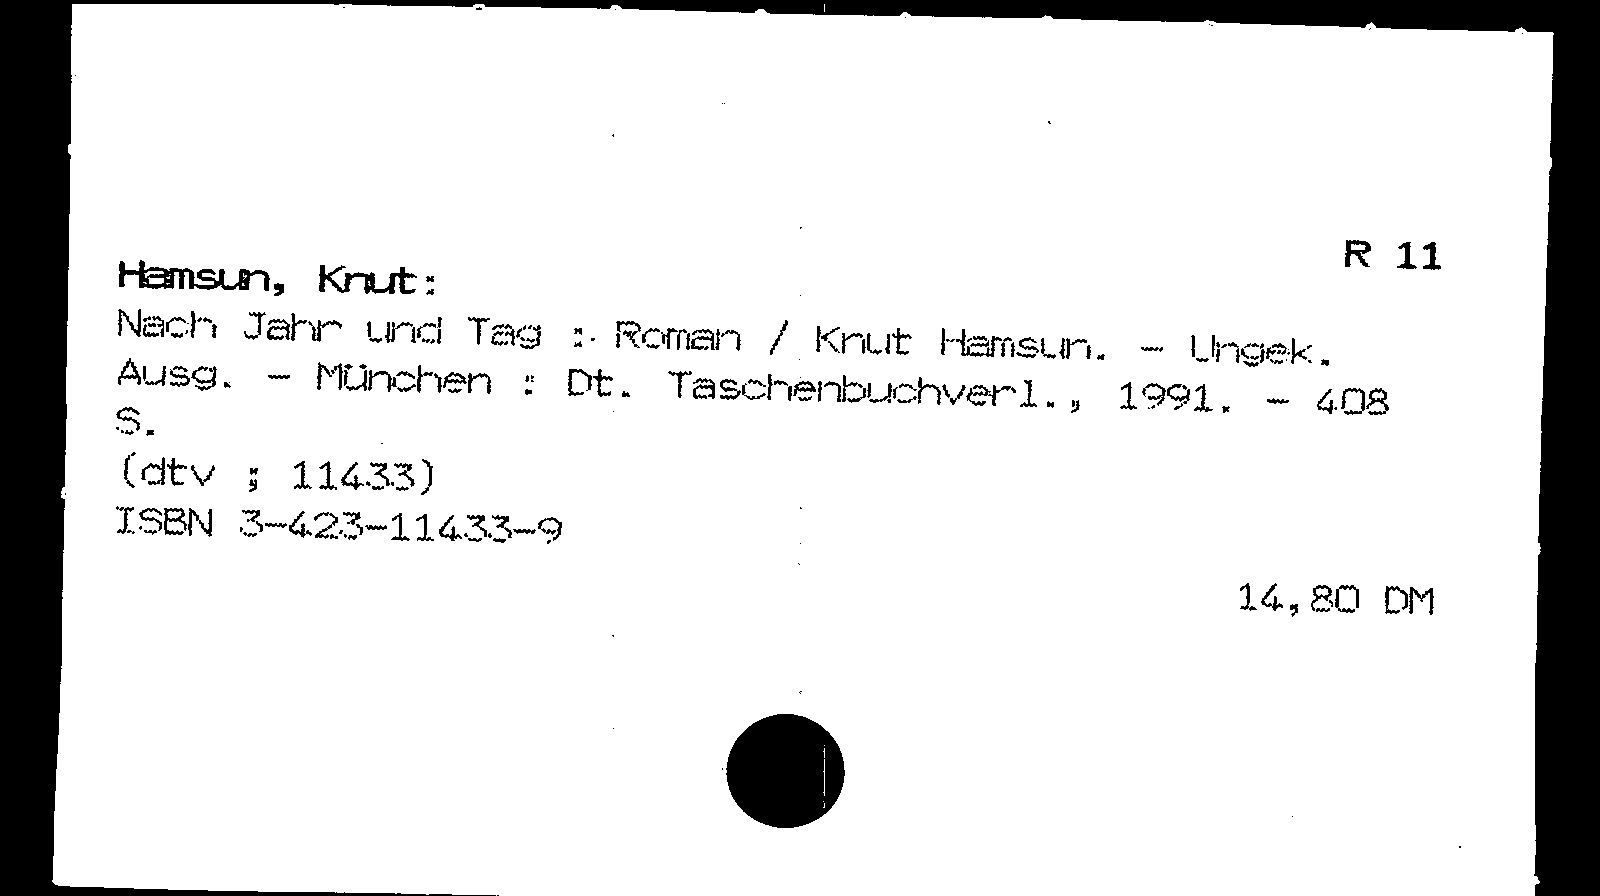 R 11
Hamsun, Knut:
Nach Jahr und Tag : Roman / Knut Hamsun. - Ungek.
Ausg. - München : Dt. Taschenbuchverl., 1991. - 408
S.
(dtv ; 11433)
ISBN 3-423-11433-9
14,80 DM